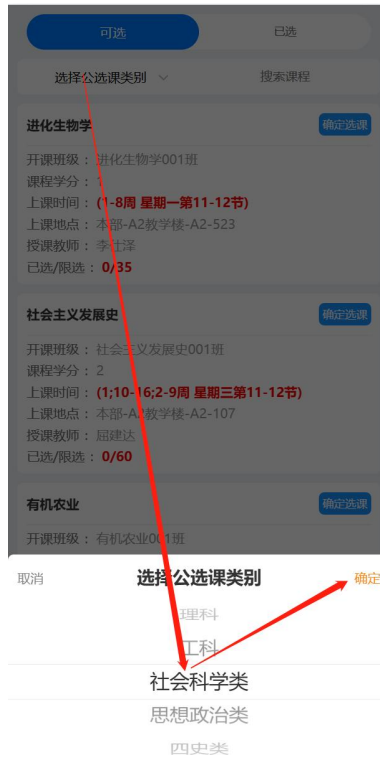 可选 已选
选择公选课类别 搜索课程
进化生物学 确定选课
开课班级：进化生物学001班
课程学分：1
上课时间：(1-8周 星期一第11-12节)
上课地点：本部-A2教学楼-A2-523
授课教师：李仕泽
已选/限选：0/35
社会主义发展史 确定选课
开课班级：社会主义发展史001班
课程学分：2
上课时间：(1;10-16;2-9周 星期三第11-12节)
上课地点：本部-A2教学楼-A2-107
授课教师：屈建达
已选/限选：0/60
有机农业 确定选课
开课班级：有机农业001班
取消 选择公选课类别 确定
理科
工科
社会科学类
思想政治类
四史类